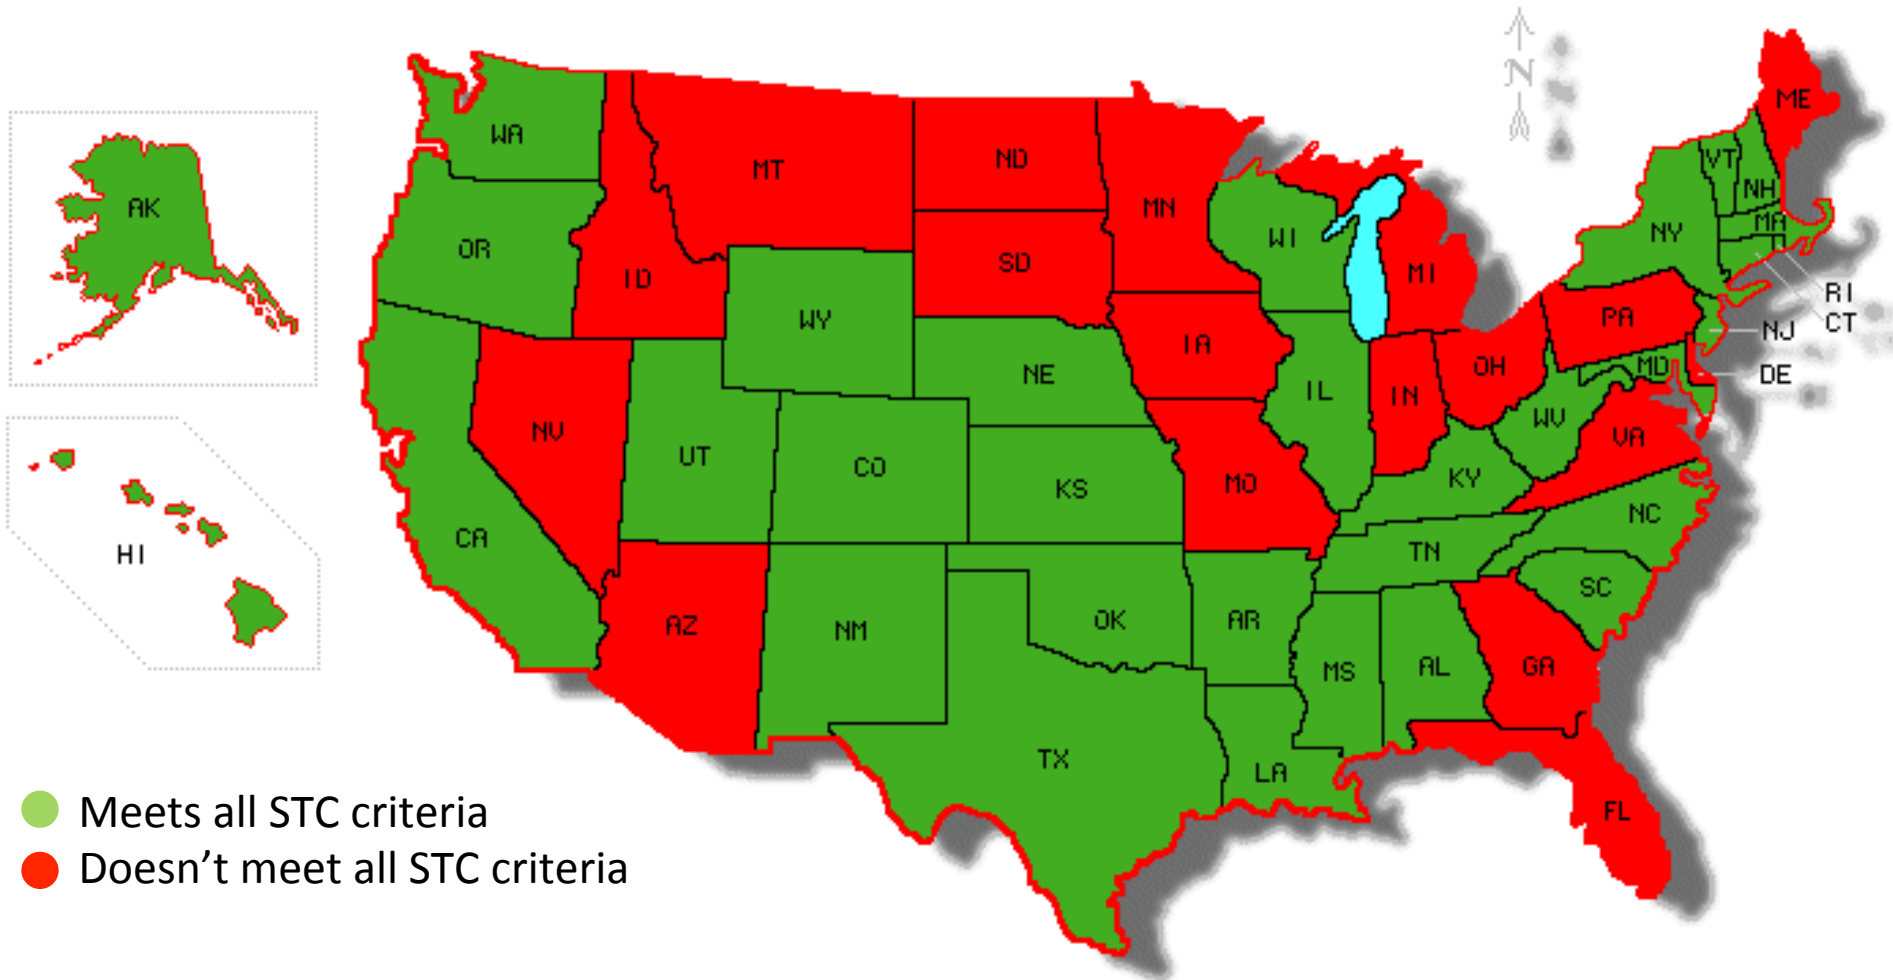 N
ME
WA
MT
ND
VT
NH
AK
MN
MA
OR
WI
NY
SD
MI
ID
RI
WY
PA
CT
NJ
IA
NE
MD
DE
OH
IL
IN
WV
NV
VA
UT
CO
KS
MO
KY
NC
CA
HI
TN
SC
AZ
NM
OK
AR
MS
AL
GA
TX
LA
FL
Meets all STC criteria
Doesn’t meet all STC criteria